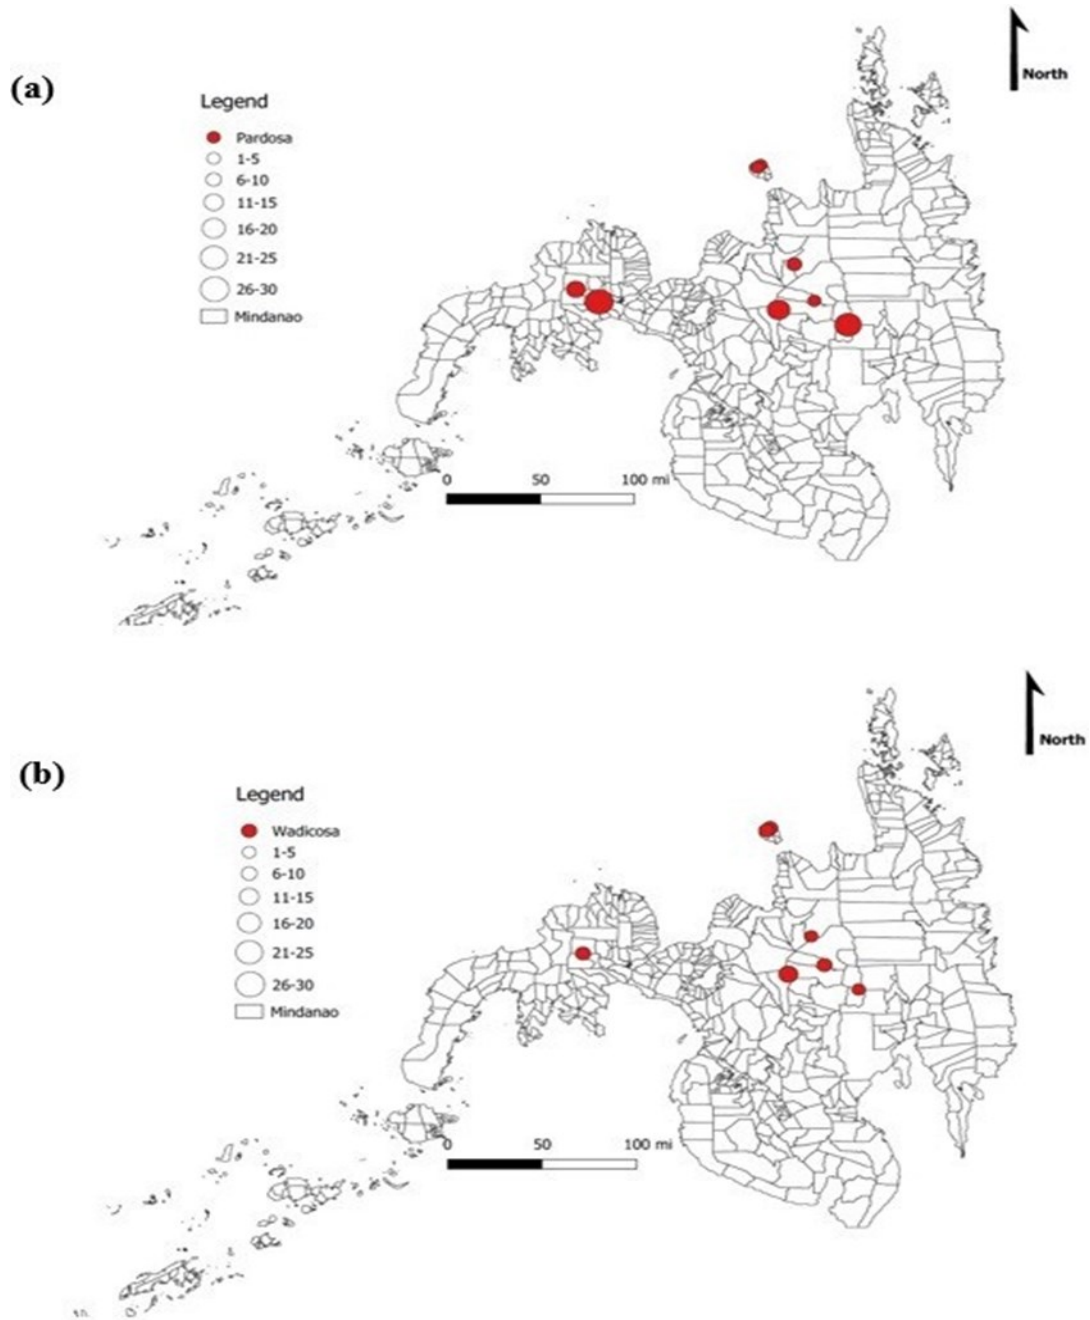 (a)
North
Legend
Pardosa
1-5
6-10
11-15
16-20
21-25
26-30
Mindanao
0 50 100 mi
(b)
North
Legend
Wadicosa
1-5
6-10
11-15
16-20
21-25
26-30
Mindanao
0 50 100 mi